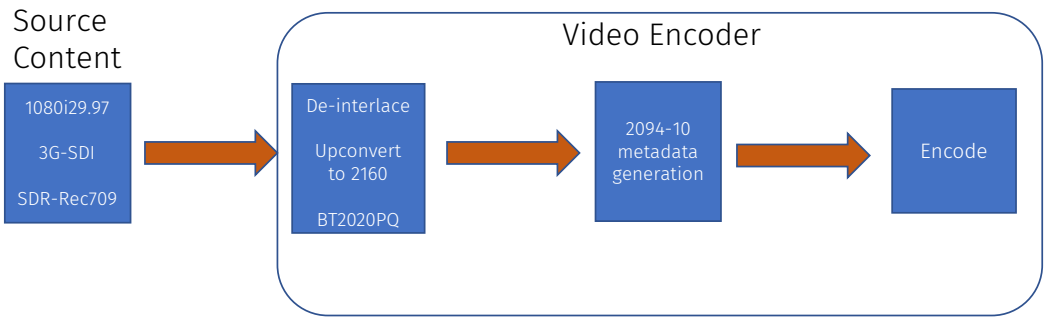 Source
Content
Video Encoder
1080i29.97
3G-SDI
SDR-Rec709
De-interlace
Upconvert
to 2160
BT2020PQ
2094-10
metadata
generation
Encode